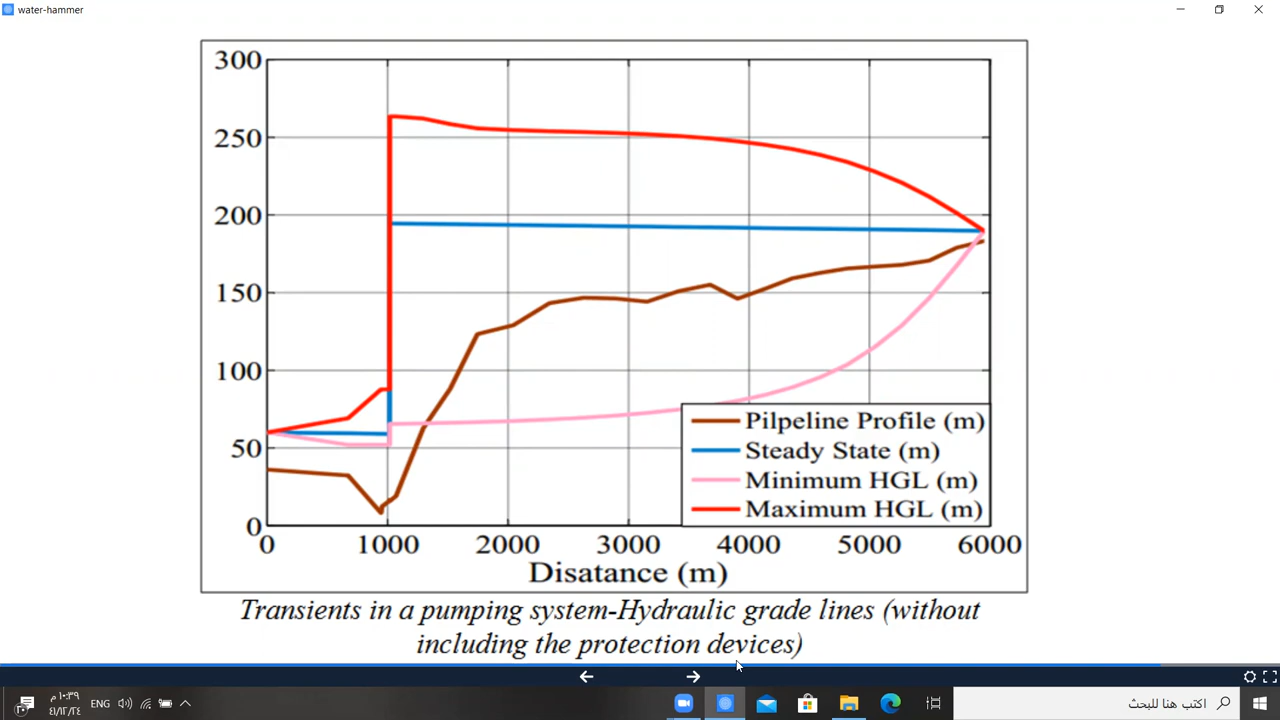 water-hammer
300
250
200
150
100
50
0
0 1000 2000 3000 4000 5000 6000
Disatance (m)
Pilpeline Profile (m)
Steady State (m)
Minimum HGL (m)
Maximum HGL (m)
Transients in a pumping system-Hydraulic grade lines (without
including the protection devices)
ENG
اكتب هنا للبحث